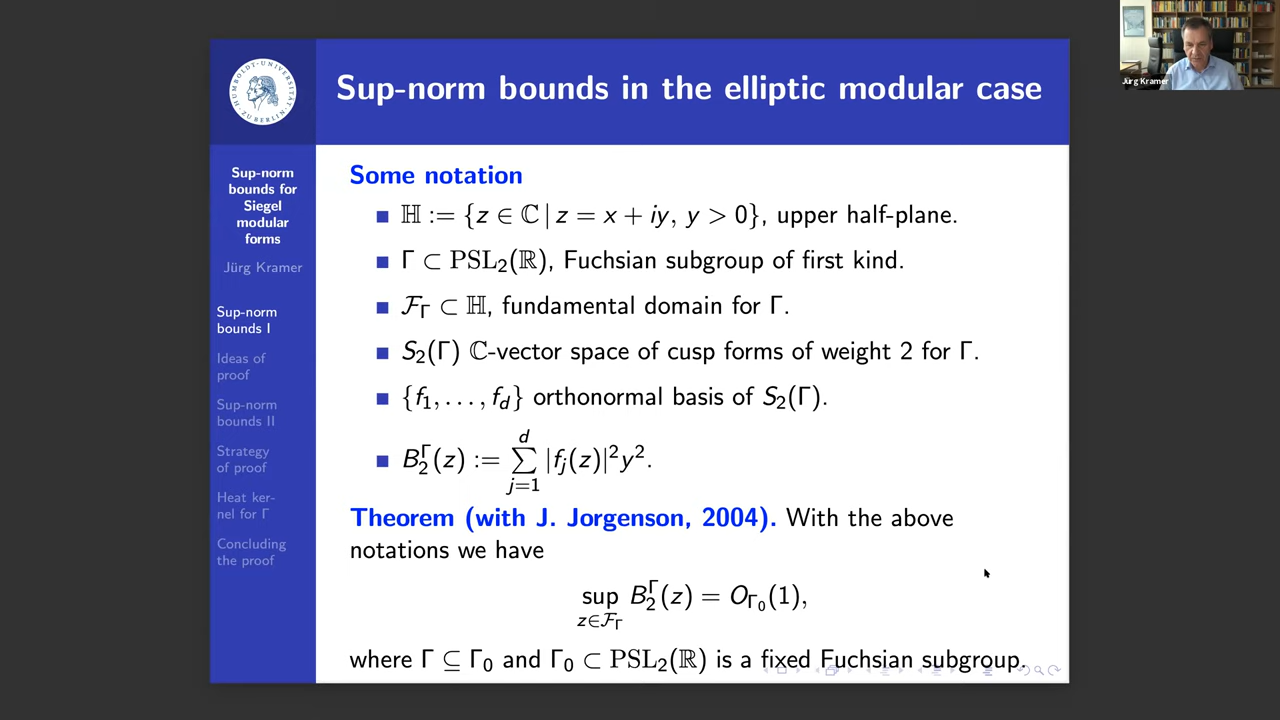 Sup-norm bounds in the elliptic modular case
Sup-norm
bounds for
Siegel
modular
forms
Jürg Kramer
Sup-norm
bounds I
Ideas of
proof
Sup-norm
bounds II
Strategy
of proof
Heat ker-
nel for Γ
Concluding
the proof
Some notation
ℍ := {z ∈ ℂ | z = x + iy, y > 0}, upper half-plane.
Γ ⊂ PSL₂(ℝ), Fuchsian subgroup of first kind.
𝓕_Γ ⊂ ℍ, fundamental domain for Γ.
S₂(Γ) ℂ-vector space of cusp forms of weight 2 for Γ.
{f₁, . . . , f_d} orthonormal basis of S₂(Γ).
B₂^Γ(z) := ∑_{j=1}^{d} |f_j(z)|²y².
Theorem (with J. Jorgenson, 2004). With the above
notations we have
sup_{z∈𝓕_Γ} B₂^Γ(z) = O_{Γ₀}(1),
where Γ ⊆ Γ₀ and Γ₀ ⊂ PSL₂(ℝ) is a fixed Fuchsian subgroup.
HUMBOLDT-UNIVERSITÄT
ZU BERLIN
Jürg Kramer